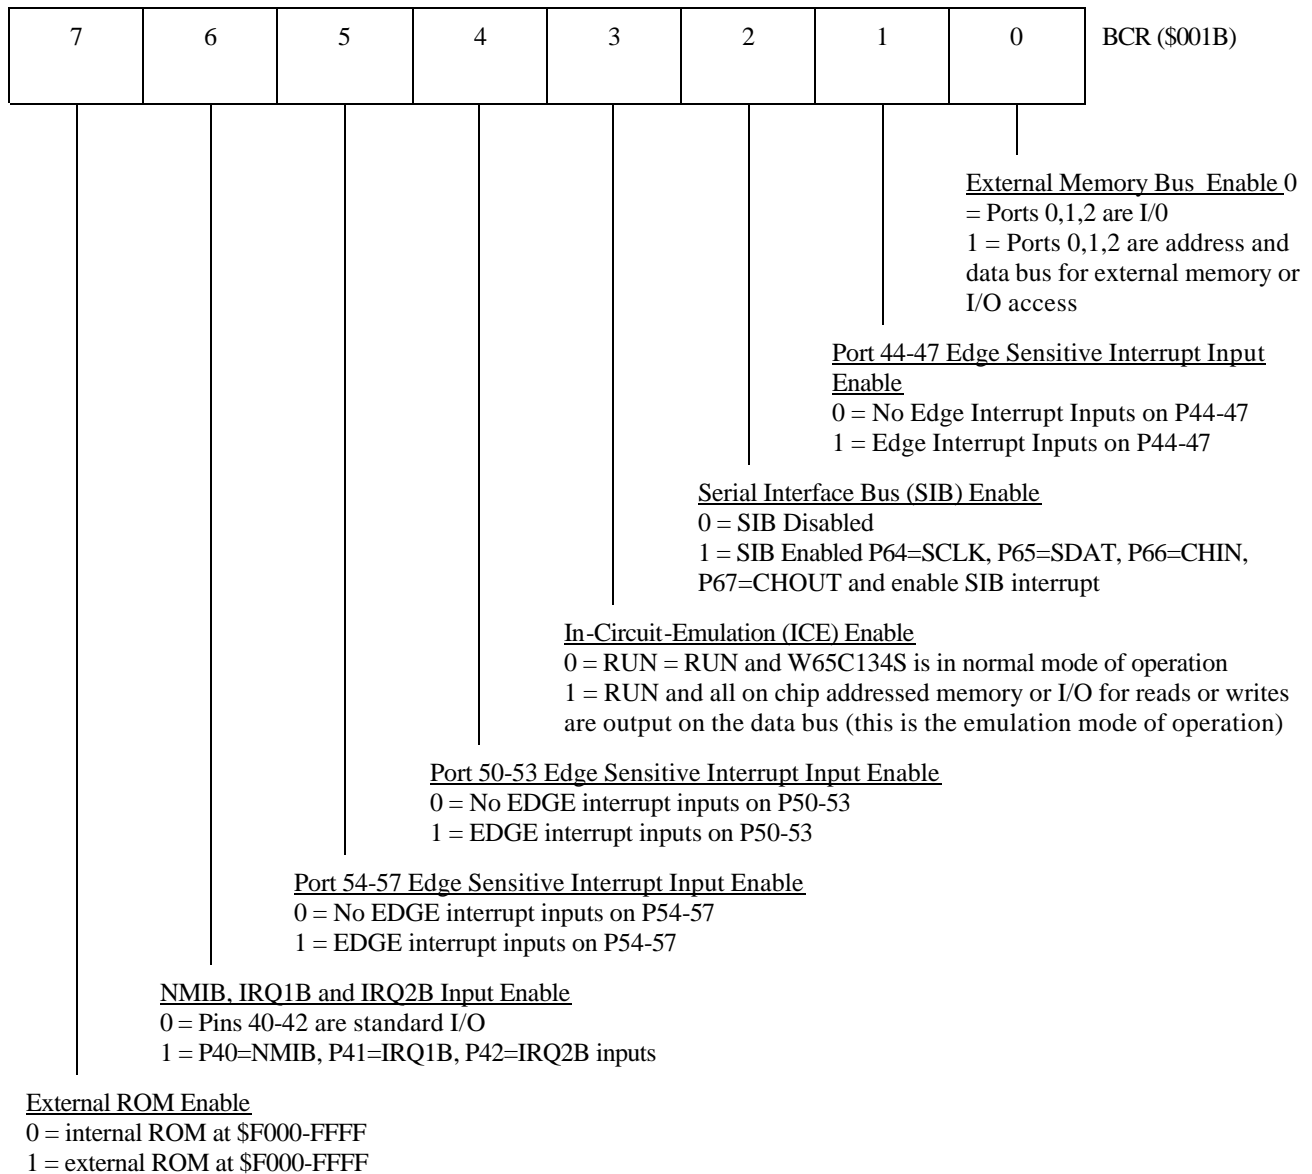 7 6 5 4 3 2 1 0 BCR ($001B)
External Memory Bus Enable 0
= Ports 0,1,2 are I/0
1 = Ports 0,1,2 are address and
data bus for external memory or
I/O access
Port 44-47 Edge Sensitive Interrupt Input
Enable
0 = No Edge Interrupt Inputs on P44-47
1 = Edge Interrupt Inputs on P44-47
Serial Interface Bus (SIB) Enable
0 = SIB Disabled
1 = SIB Enabled P64=SCLK, P65=SDAT, P66=CHIN,
P67=CHOUT and enable SIB interrupt
In-Circuit-Emulation (ICE) Enable
0 = RUN = RUN and W65C134S is in normal mode of operation
1 = RUN and all on chip addressed memory or I/O for reads or writes
are output on the data bus (this is the emulation mode of operation)
Port 50-53 Edge Sensitive Interrupt Input Enable
0 = No EDGE interrupt inputs on P50-53
1 = EDGE interrupt inputs on P50-53
Port 54-57 Edge Sensitive Interrupt Input Enable
0 = No EDGE interrupt inputs on P54-57
1 = EDGE interrupt inputs on P54-57
NMIB, IRQ1B and IRQ2B Input Enable
0 = Pins 40-42 are standard I/O
1 = P40=NMIB, P41=IRQ1B, P42=IRQ2B inputs
External ROM Enable
0 = internal ROM at $F000-FFFF
1 = external ROM at $F000-FFFF